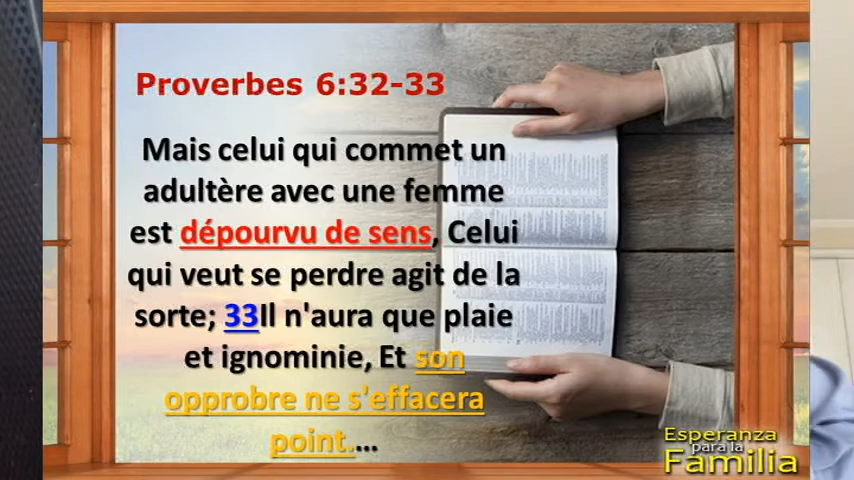 Proverbes 6:32-33
Mais celui qui commet un
adultère avec une femme
est dépourvu de sens, Celui
qui veut se perdre agit de la
sorte; 33Il n'aura que plaie
et ignominie, Et son
opprobre ne s'effacera
point....
Esperanza
para la
Familia